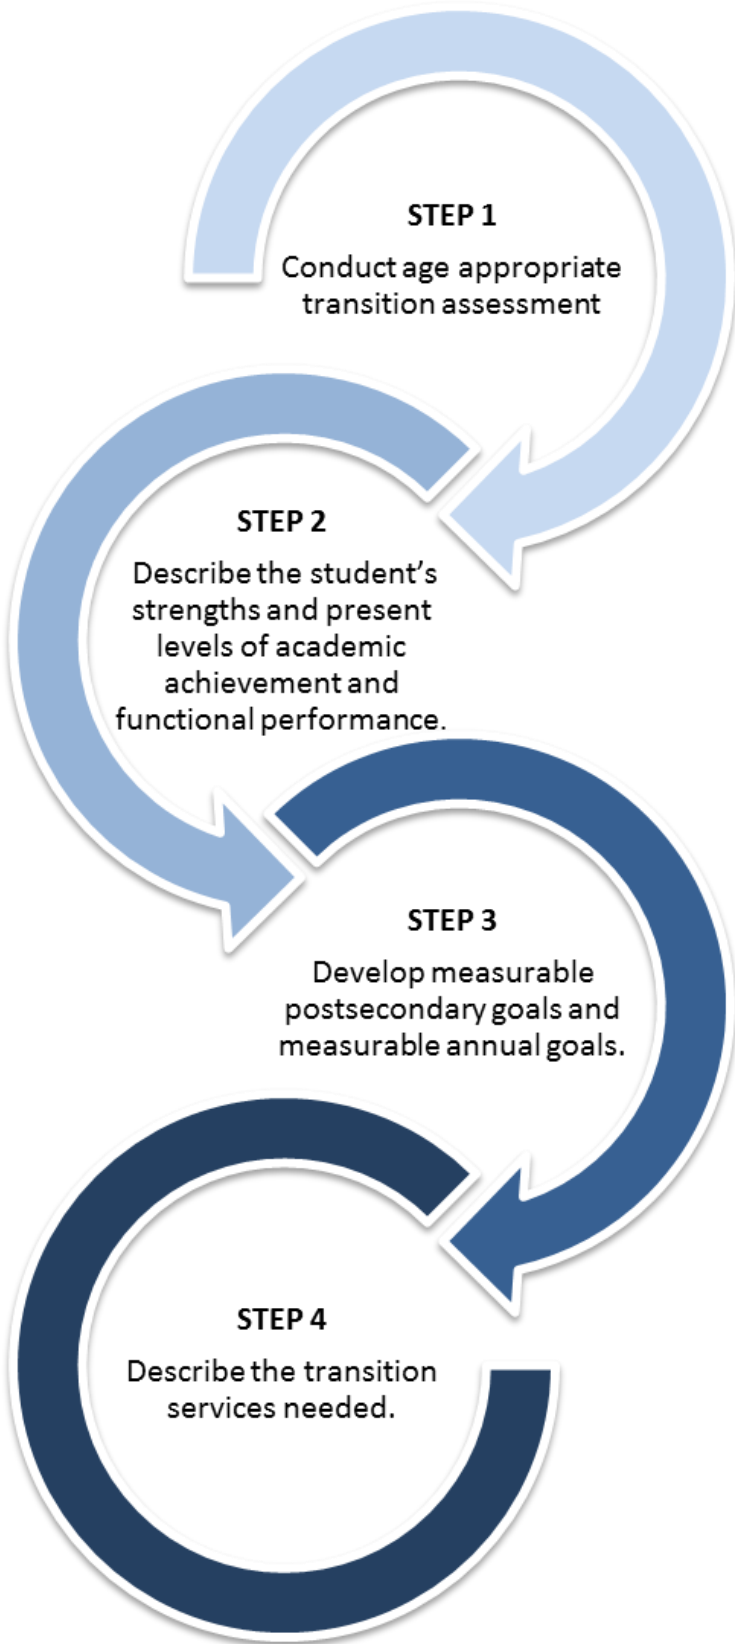 STEP 1
Conduct age appropriate
transition assessment
STEP 2
Describe the student’s
strengths and present
levels of academic
achievement and
functional performance.
STEP 3
Develop measurable
postsecondary goals and
measurable annual goals.
STEP 4
Describe the transition
services needed.